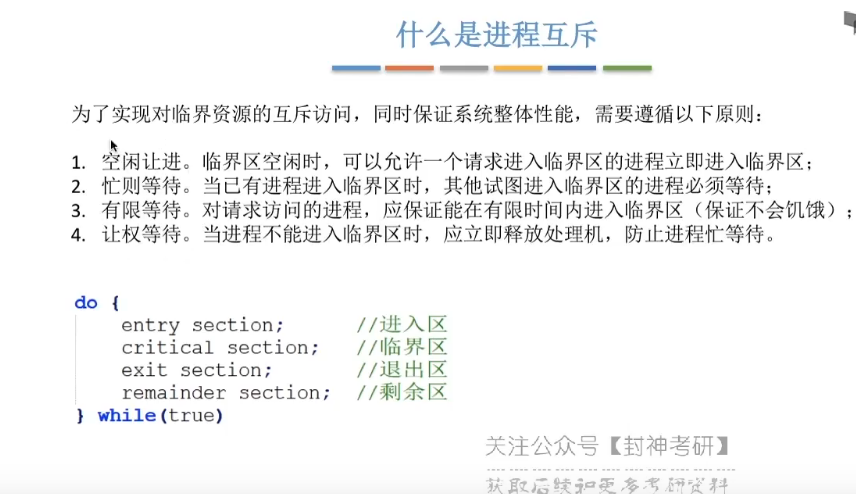 什么是进程互斥
为了实现对临界资源的互斥访问，同时保证系统整体性能，需要遵循以下原则：
1. 空闲让进。临界区空闲时，可以允许一个请求进入临界区的进程立即进入临界区；
2. 忙则等待。当已有进程进入临界区时，其他试图进入临界区的进程必须等待；
3. 有限等待。对请求访问的进程，应保证能在有限时间内进入临界区（保证不会饥饿）；
4. 让权等待。当进程不能进入临界区时，应立即释放处理机，防止进程忙等待。
do {
entry section; //进入区
critical section; //临界区
exit section; //退出区
remainder section; //剩余区
} while(true)
关注公众号【封神考研】
获取后续和更多考研资料